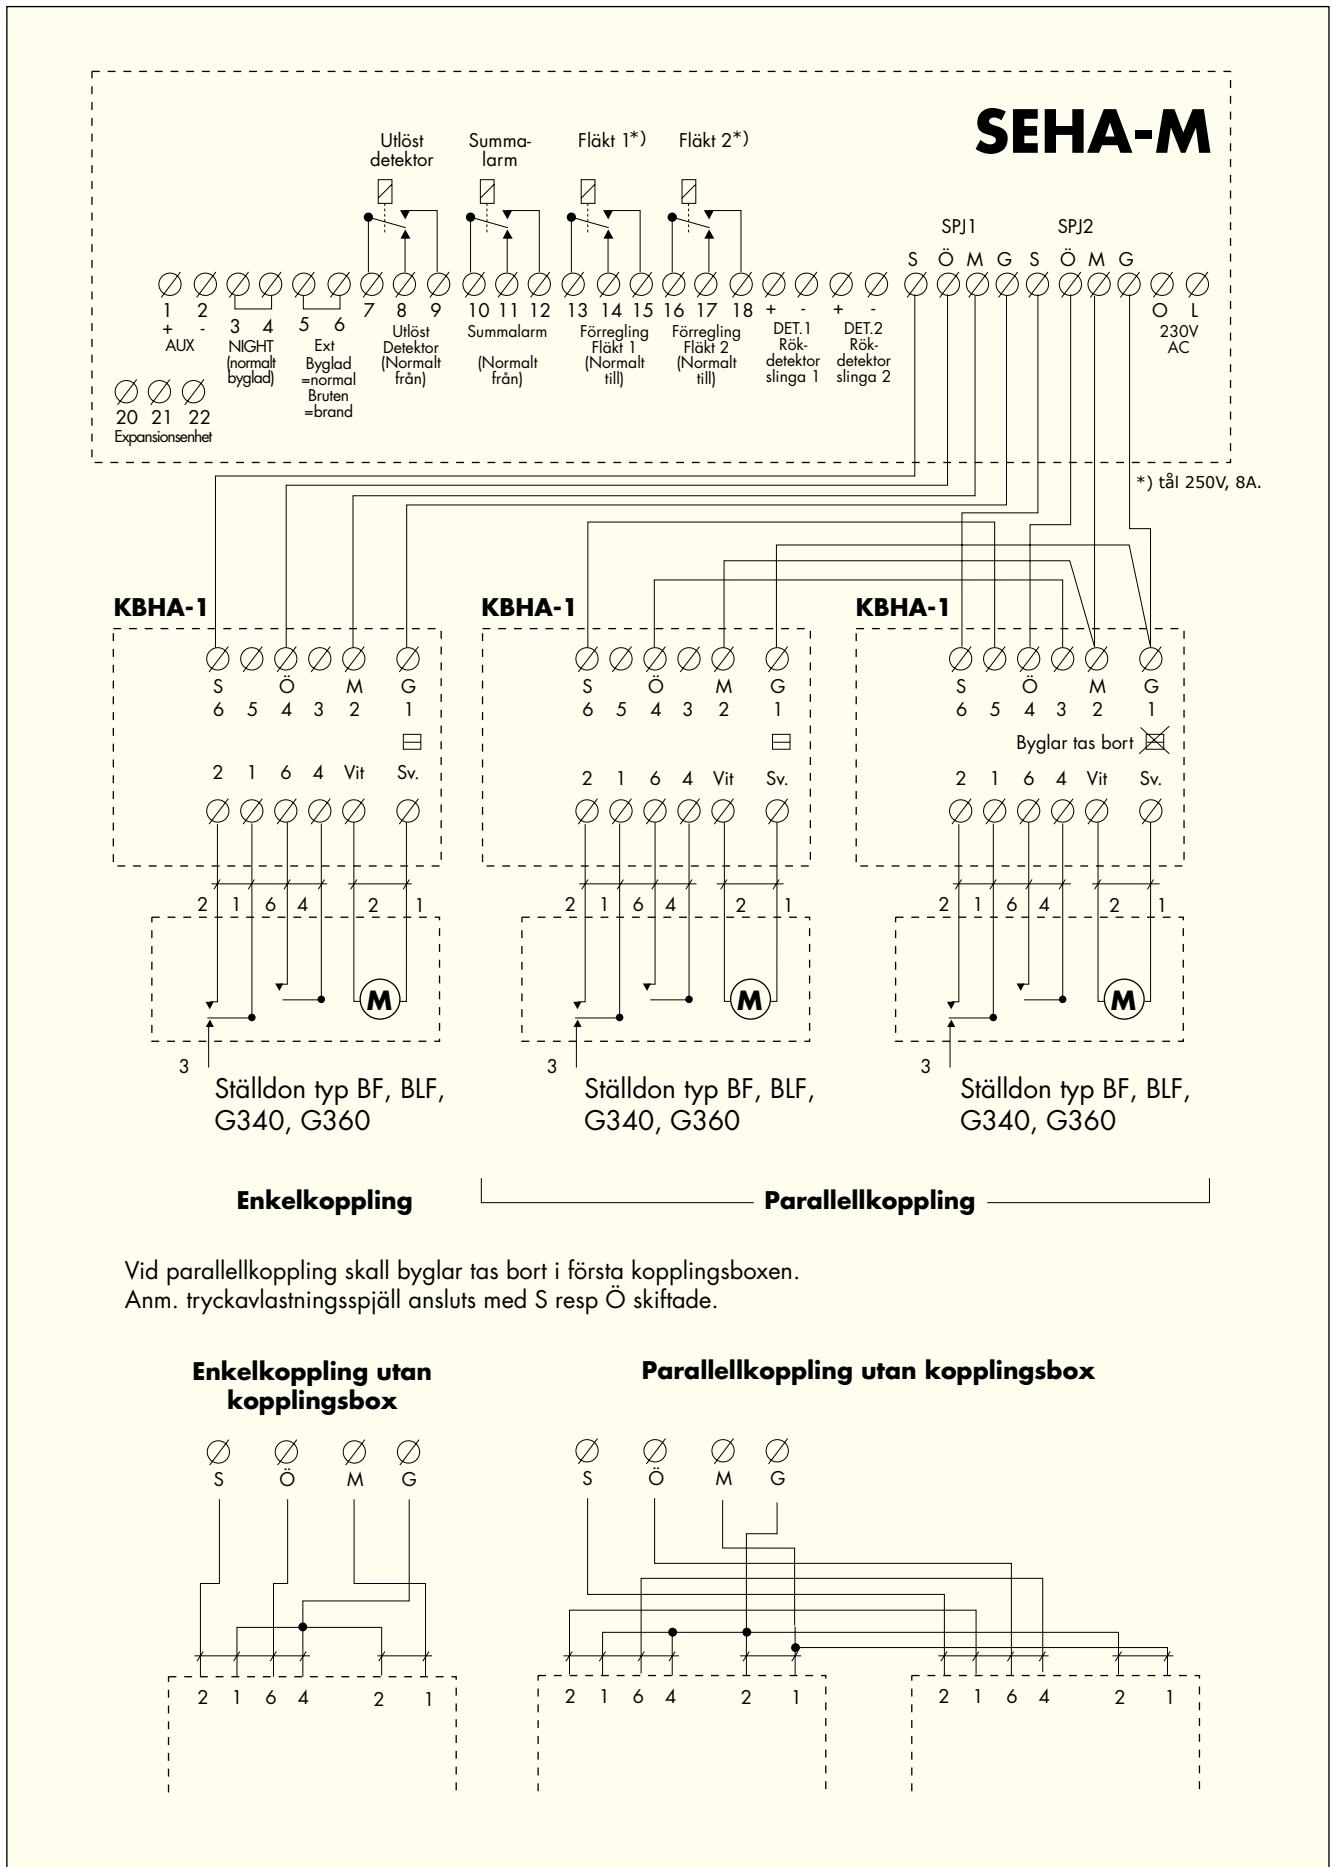 SEHA-M
Utlöst
detektor
Summa-
larm
Fläkt 1*)
Fläkt 2*)
SPJ1
SPJ2
S Ö M G S Ö M G
1 2 3 4 5 6 7 8 9 10 11 12 13 14 15 16 17 18 + - + - O L
+ -
AUX
NIGHT
(normalt
byglad)
Ext
Byglad
=normal
Bruten
=brand
Utlöst
Detektor
(Normalt
från)
Summalarm
(Normalt
från)
Förregling
Fläkt 1
(Normalt
till)
Förregling
Fläkt 2
(Normalt
till)
DET.1
Rök-
detektor
slinga 1
DET.2
Rök-
detektor
slinga 2
230V
AC
20 21 22
Expansionsenhet
*) tål 250V, 8A.
KBHA-1
S Ö M G
6 5 4 3 2 1
2 1 6 4 Vit Sv.
2 1 6 4 2 1
M
3
Ställdon typ BF, BLF,
G340, G360
KBHA-1
S Ö M G
6 5 4 3 2 1
2 1 6 4 Vit Sv.
2 1 6 4 2 1
M
3
Ställdon typ BF, BLF,
G340, G360
KBHA-1
S Ö M G
6 5 4 3 2 1
Byglar tas bort
2 1 6 4 Vit Sv.
2 1 6 4 2 1
M
3
Ställdon typ BF, BLF,
G340, G360
Enkelkoppling
Parallellkoppling
Vid parallellkoppling skall byglar tas bort i första kopplingsboxen.
Anm. tryckavlastningsspjäll ansluts med S resp Ö skiftade.
Enkelkoppling utan
kopplingsbox
S Ö M G
2 1 6 4 2 1
Parallellkoppling utan kopplingsbox
S Ö M G
2 1 6 4 2 1
2 1 6 4 2 1